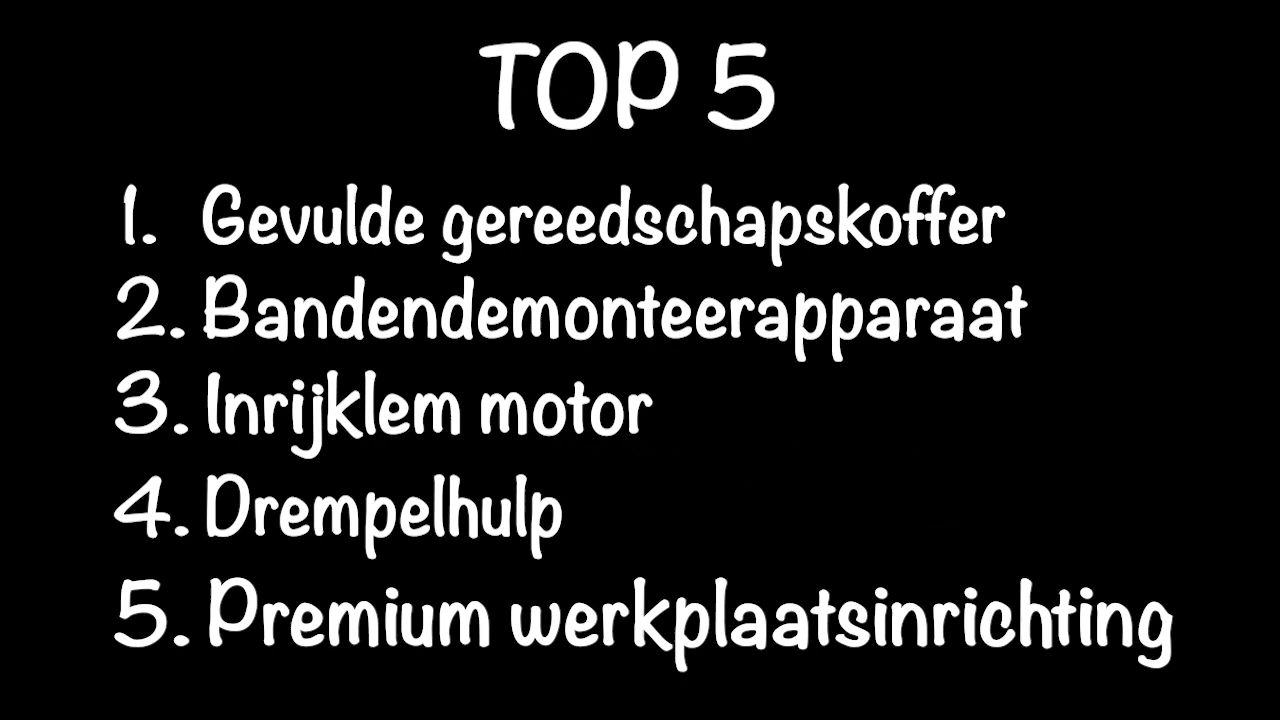 TOP 5
1. Gevulde gereedschapskoffer
2. Bandendemonteerapparaat
3. Inrijklem motor
4. Drempelhulp
5. Premium werkplaatsinrichting